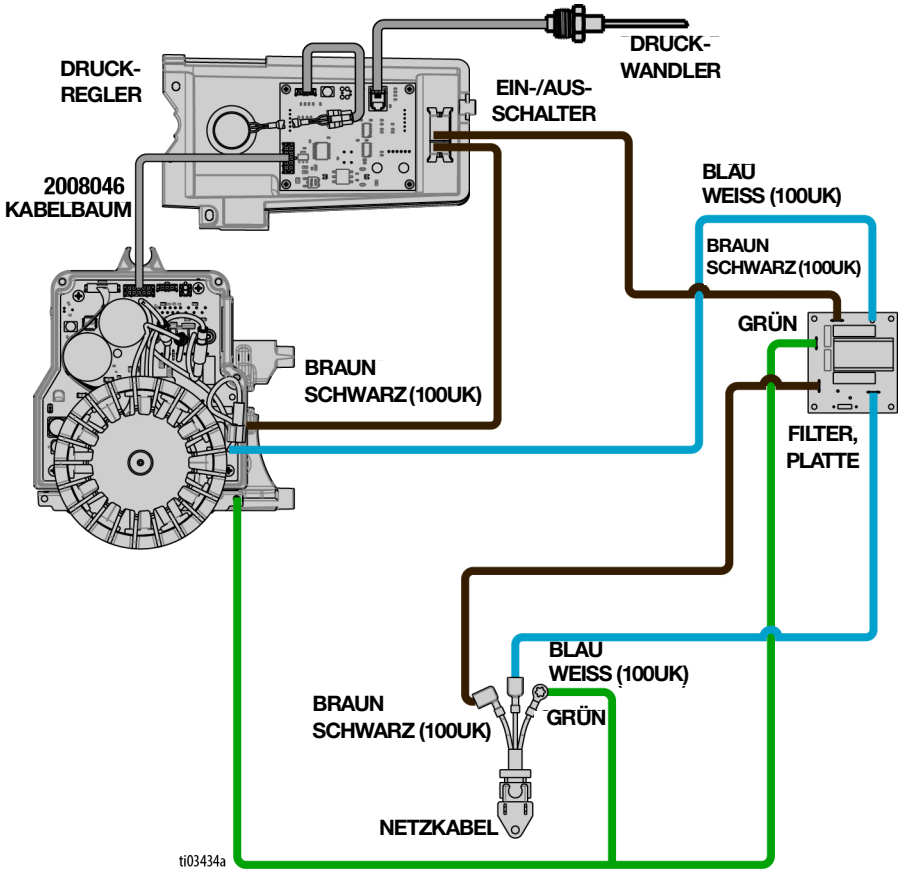 DRUCK-
WANDLER
DRUCK-
REGLER
EIN-/AUS-
SCHALTER
2008046
KABELBAUM
BLAU
WEISS (100UK)
BRAUN
SCHWARZ (100UK)
GRÜN
BRAUN
SCHWARZ (100UK)
FILTER,
PLATTE
BLAU
WEISS (100UK)
BRAUN
SCHWARZ (100UK)
GRÜN
NETZKABEL
ti03434a